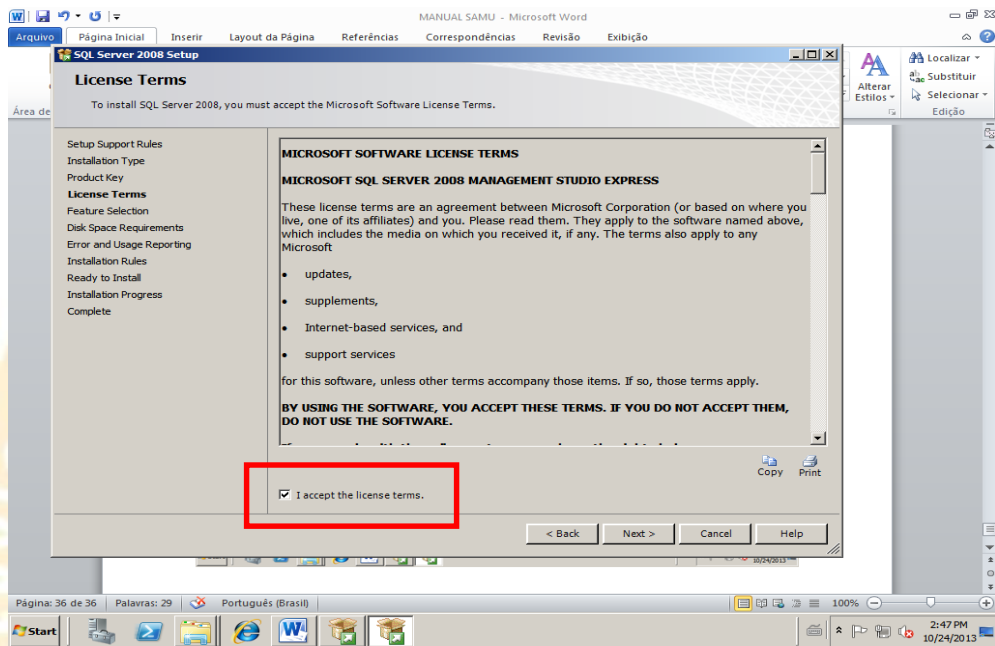 MANUAL SAMU - Microsoft Word
Arquivo Página Inicial Inserir Layout da Página Referências Correspondências Revisão Exibição
SQL Server 2008 Setup
License Terms
To install SQL Server 2008, you must accept the Microsoft Software License Terms.
Localizar
Substituir
Selecionar
Alterar
Estilos
Edição
Área de
Setup Support Rules
Installation Type
Product Key
License Terms
Feature Selection
Disk Space Requirements
Error and Usage Reporting
Installation Rules
Ready to Install
Installation Progress
Complete
MICROSOFT SOFTWARE LICENSE TERMS
MICROSOFT SQL SERVER 2008 MANAGEMENT STUDIO EXPRESS
These license terms are an agreement between Microsoft Corporation (or based on where you
live, one of its affiliates) and you. Please read them. They apply to the software named above,
which includes the media on which you received it, if any. The terms also apply to any
Microsoft
• updates,
• supplements,
• Internet-based services, and
• support services
for this software, unless other terms accompany those items. If so, those terms apply.
BY USING THE SOFTWARE, YOU ACCEPT THESE TERMS. IF YOU DO NOT ACCEPT THEM,
DO NOT USE THE SOFTWARE.
Copy Print
I accept the license terms.
< Back Next > Cancel Help
10/24/2013
Página: 36 de 36 Palavras: 29 Português (Brasil) 100%
Start
2:47 PM
10/24/2013